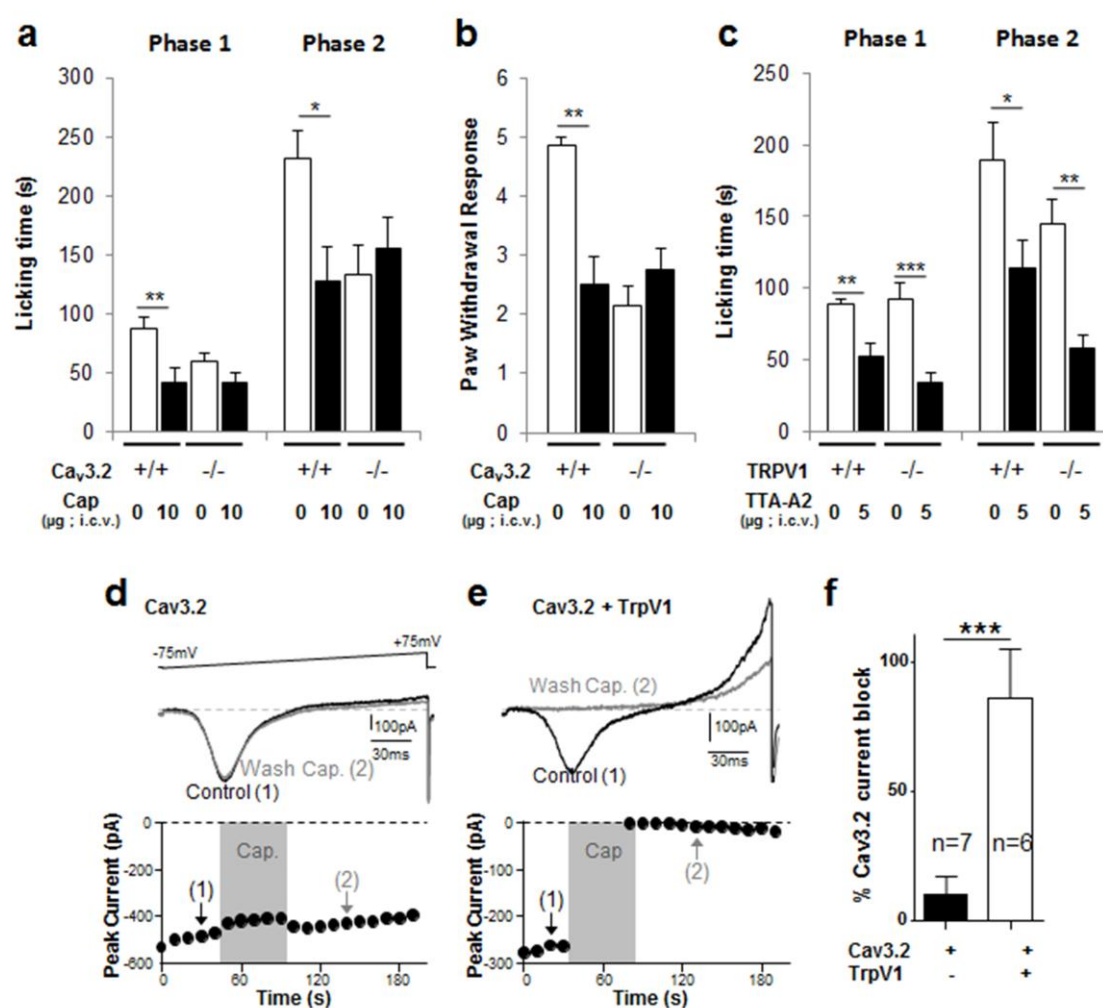 a
Phase 1 Phase 2
Licking time (s)
300
250
200
150
100
50
0
** *
Cav3.2 +/+ -/- +/+ -/-
Cap
(µg ; i.c.v.) 0 10 0 10 0 10 0 10
b
Paw Withdrawal Response
6
5
4
3
2
1
0
**
Cav3.2 +/+ -/-
Cap
(µg ; i.c.v.) 0 10 0 10
c
Phase 1 Phase 2
Licking time (s)
250
200
150
100
50
0
** *** * **
TRPV1 +/+ -/- +/+ -/-
TTA-A2
(µg ; i.c.v.) 0 5 0 5 0 5 0 5
d
Cav3.2
-75mV +75mV
100pA
30ms
Wash Cap. (2)
Control (1)
Peak Current (pA)
0
-200
-400
-600
Cap.
(1) (2)
0 60 120 180
Time (s)
e
Cav3.2 + TrpV1
Wash Cap. (2)
100pA
30ms
Control (1)
Peak Current (pA)
0
-100
-200
-300
Cap
(1) (2)
0 60 120 180
Time (s)
f
***
% Cav3.2 current block
100
50
0
n=7 n=6
Cav3.2 + +
TrpV1 - +